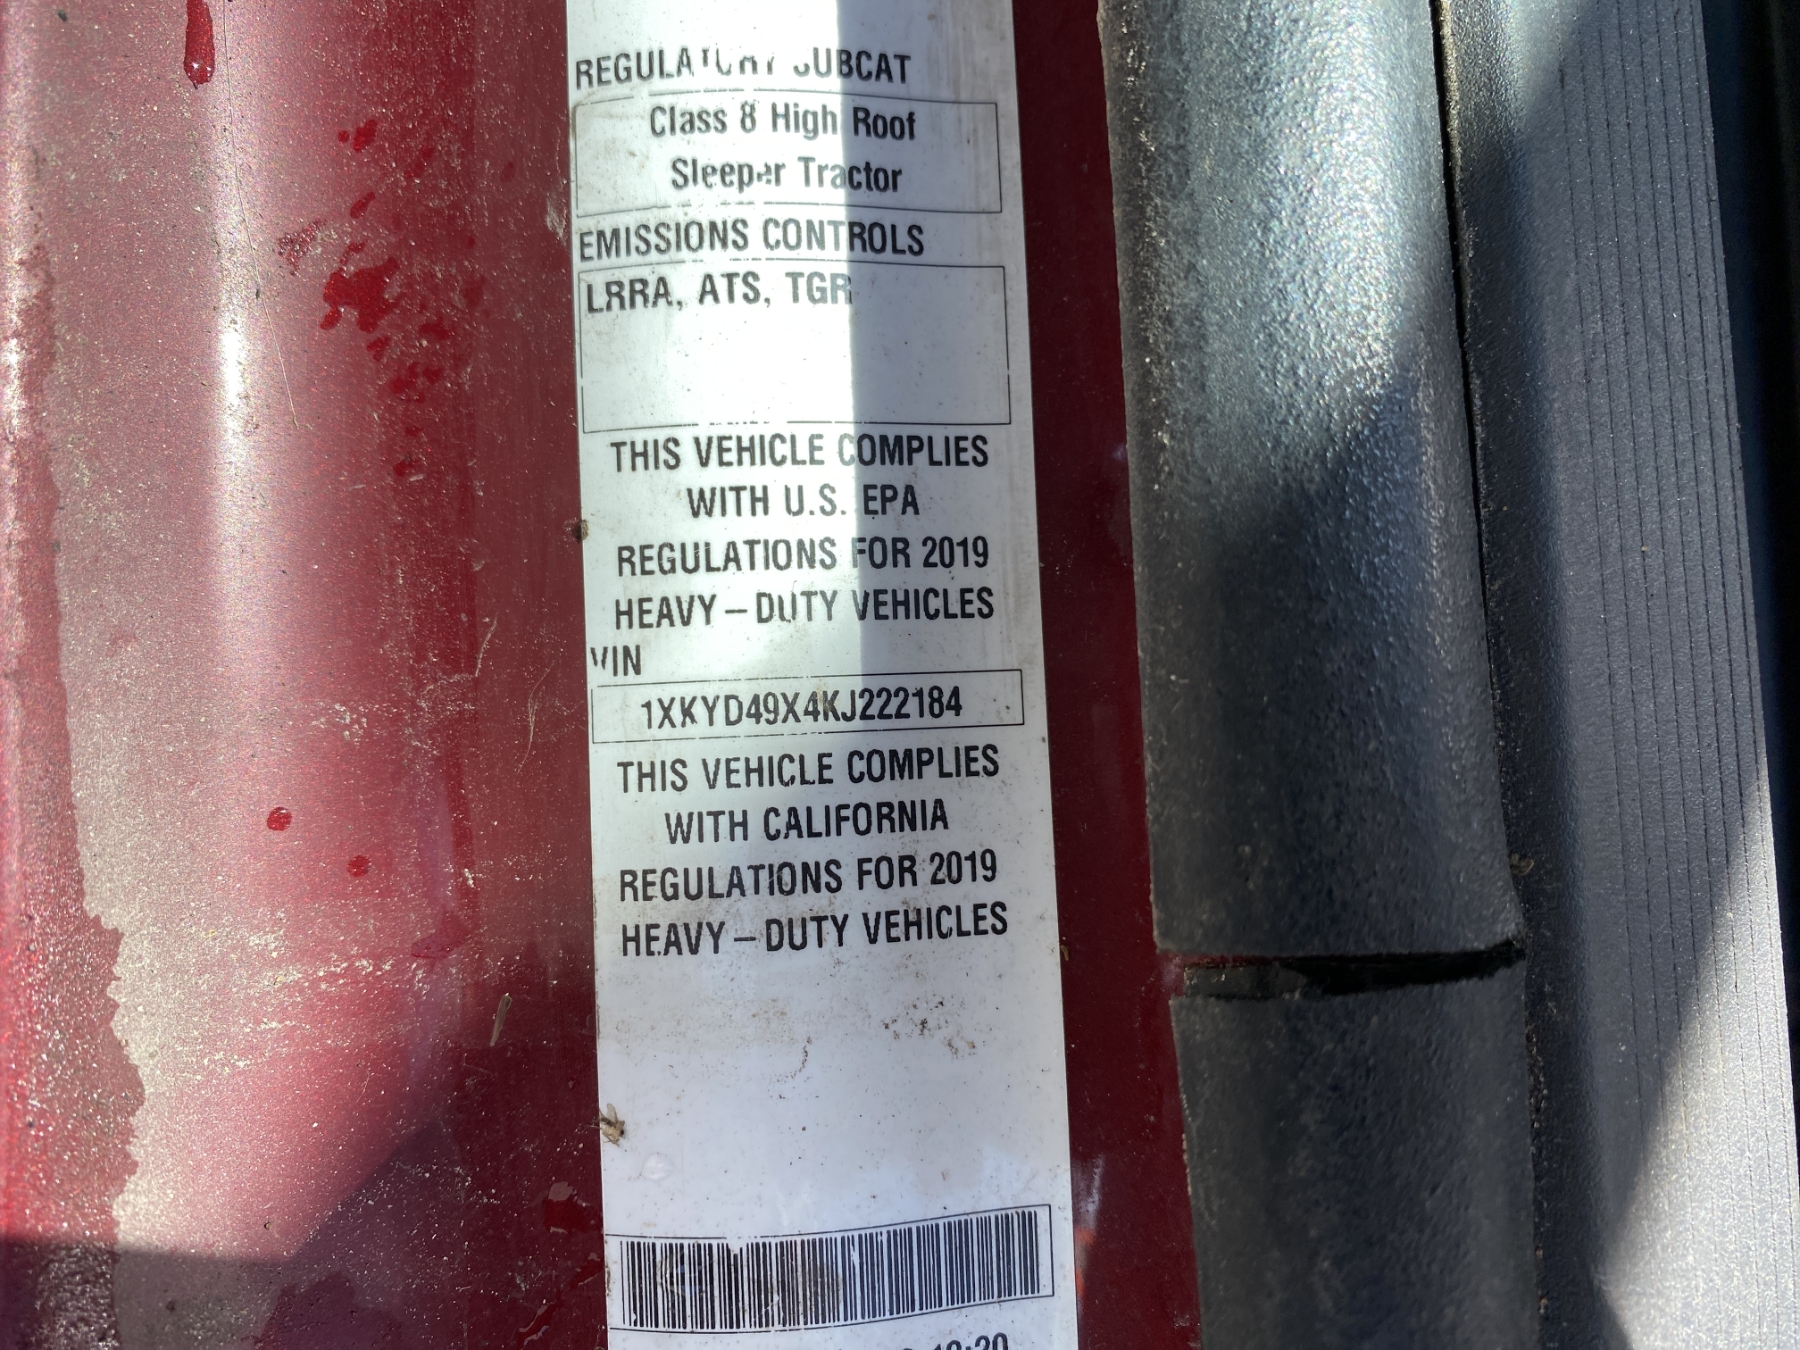 REGULATORY SUBCAT
Class 8 High Roof
Sleeper Tractor
EMISSIONS CONTROLS
LRRA, ATS, TGR
THIS VEHICLE COMPLIES
WITH U.S. EPA
REGULATIONS FOR 2019
HEAVY-DUTY VEHICLES
VIN
1XKYD49X4KJ222184
THIS VEHICLE COMPLIES
WITH CALIFORNIA
REGULATIONS FOR 2019
HEAVY-DUTY VEHICLES